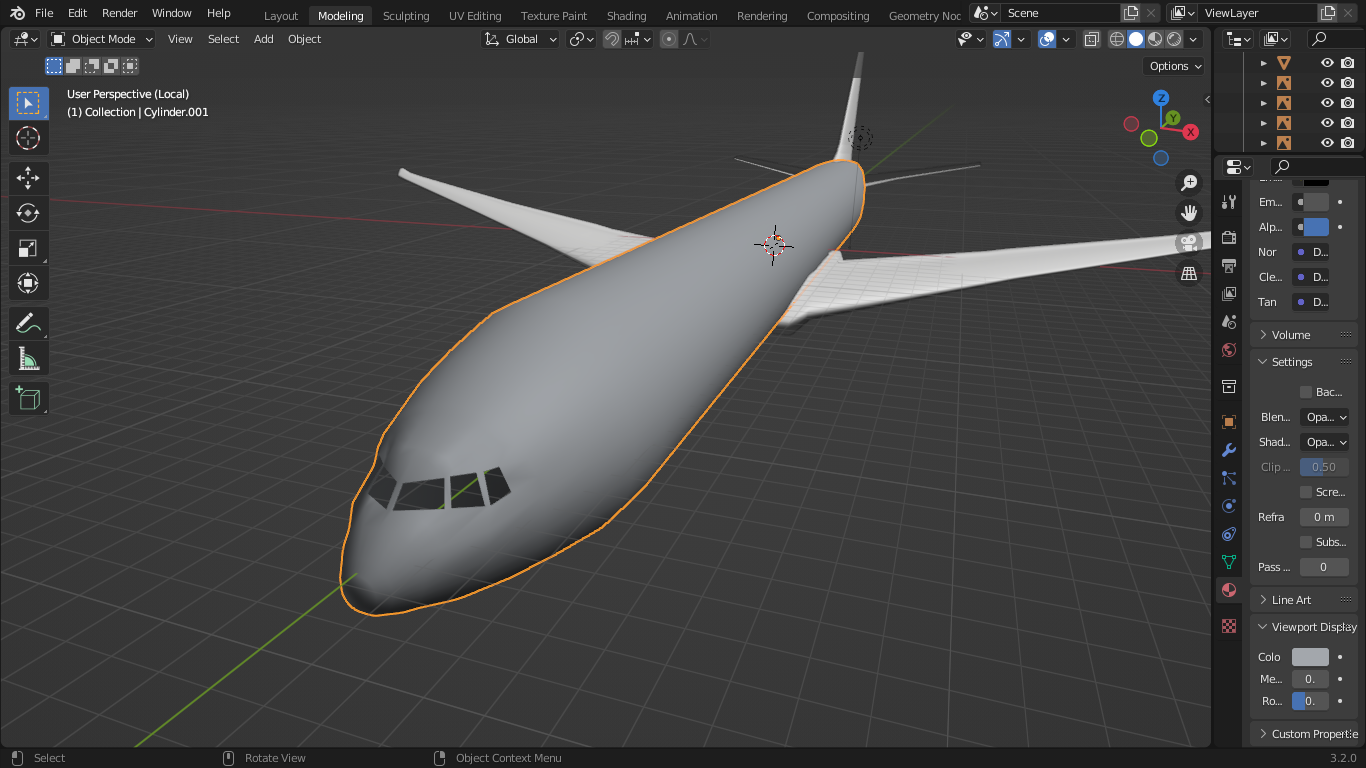 File Edit Render Window Help Layout Modeling Sculpting UV Editing Texture Paint Shading Animation Rendering Compositing Geometry Noc Scene ViewLayer
Object Mode View Select Add Object Global
Options
User Perspective (Local)
(1) Collection | Cylinder.001
Z
Y
X
Em...
Alp...
Nor D...
Cle... D...
Tan D...
Volume
Settings
Bac...
Blen... Opa...
Shad... Opa...
Clip ... 0.50
Scre...
Refra 0 m
Subs...
Pass ... 0
Line Art
Viewport Display
Colo
Me... 0.
Ro... 0.
Custom Propertie
Select Rotate View Object Context Menu 3.2.0